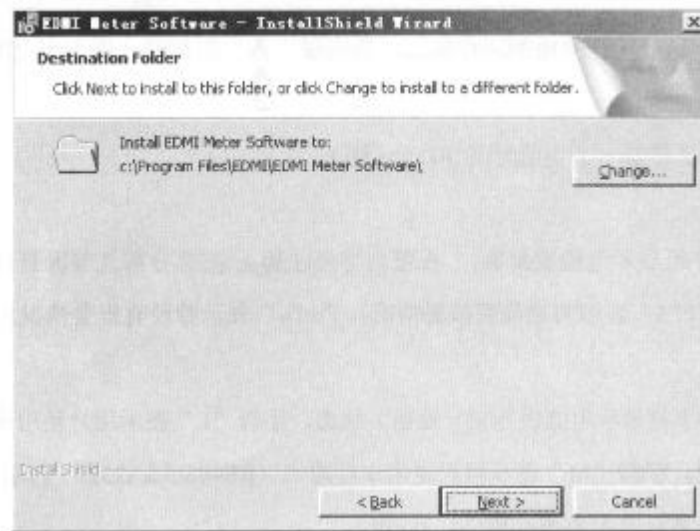 EDMI Meter Software - InstallShield Wizard
Destination Folder
Click Next to install to this folder, or click Change to install to a different folder.
Install EDMI Meter Software to:
c:\Program Files\EDMI\EDMI Meter Software\
Change...
InstallShield
< Back
Next >
Cancel